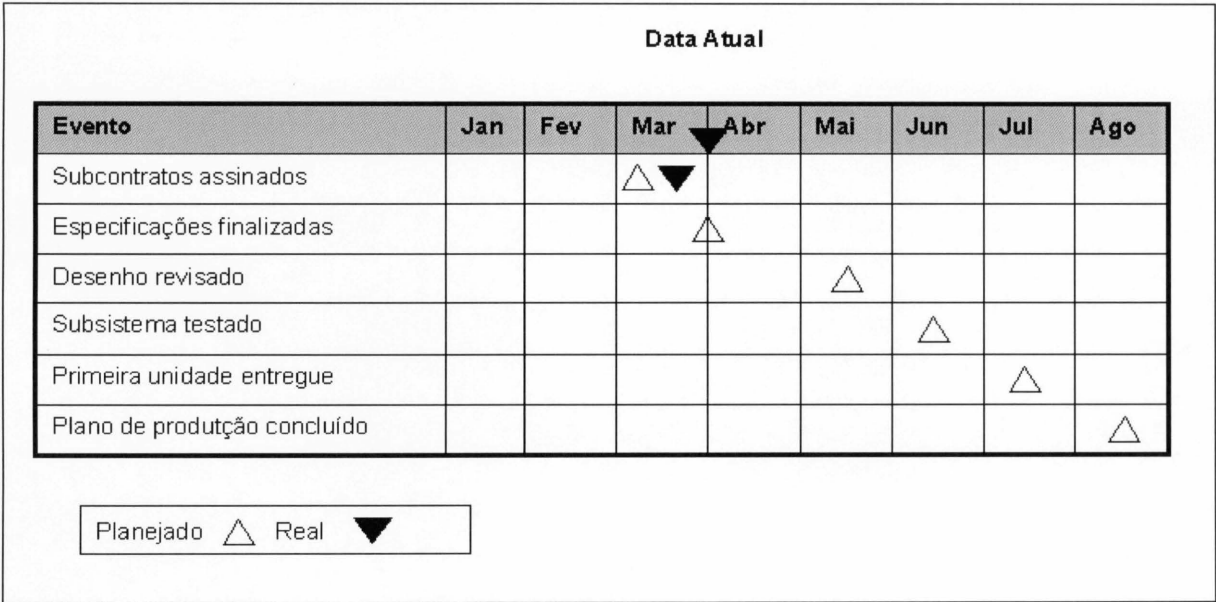 Data Atual
Evento Jan Fev Mar Abr Mai Jun Jul Ago
Subcontratos assinados
Especificações finalizadas
Desenho revisado
Subsistema testado
Primeira unidade entregue
Plano de produtção concluído
Planejado Real